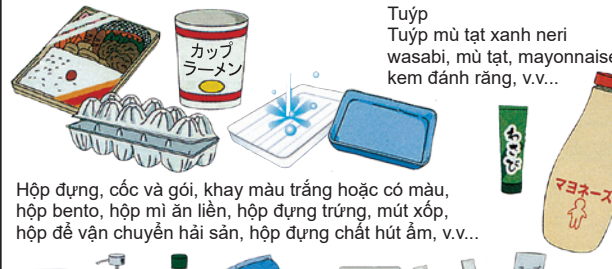 Tuýp
Tuýp mù tạt xanh neri
wasabi, mù tạt, mayonnaise
kem đánh răng, v.v...
カップ
ラーメン
わさび
マヨネーズ
Hộp đựng, cốc và gói, khay màu trắng hoặc có màu,
hộp bento, hộp mì ăn liền, hộp đựng trứng, mút xốp,
hộp để vận chuyển hải sản, hộp đựng chất hút ẩm, v.v...